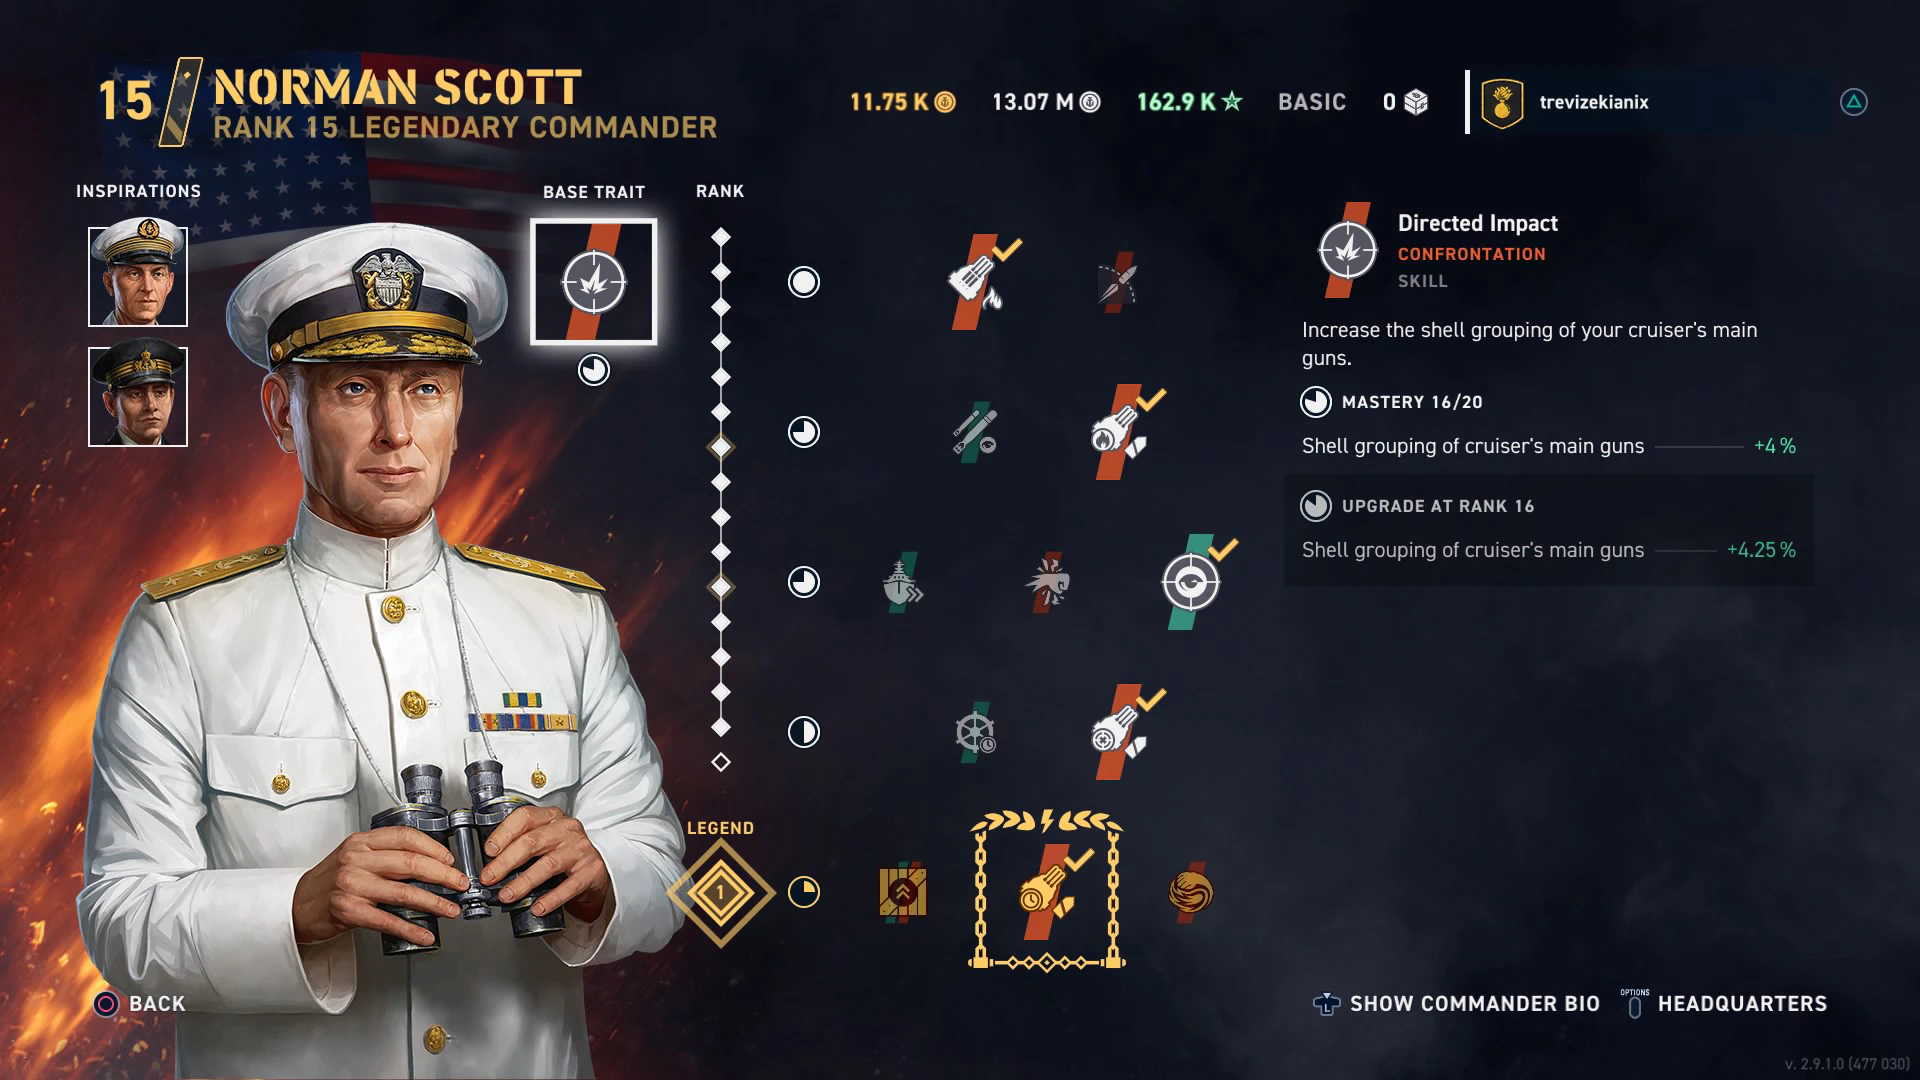 15
NORMAN SCOTT
RANK 15 LEGENDARY COMMANDER
11.75 K
13.07 M
162.9 K
BASIC
0
trevizekianix
INSPIRATIONS
BASE TRAIT
RANK
Directed Impact
CONFRONTATION
SKILL
Increase the shell grouping of your cruiser's main
guns.
MASTERY 16/20
Shell grouping of cruiser's main guns +4 %
UPGRADE AT RANK 16
Shell grouping of cruiser's main guns +4.25 %
LEGEND
1
BACK
L
SHOW COMMANDER BIO
OPTIONS
HEADQUARTERS
v. 2.9.1.0 (477 030)